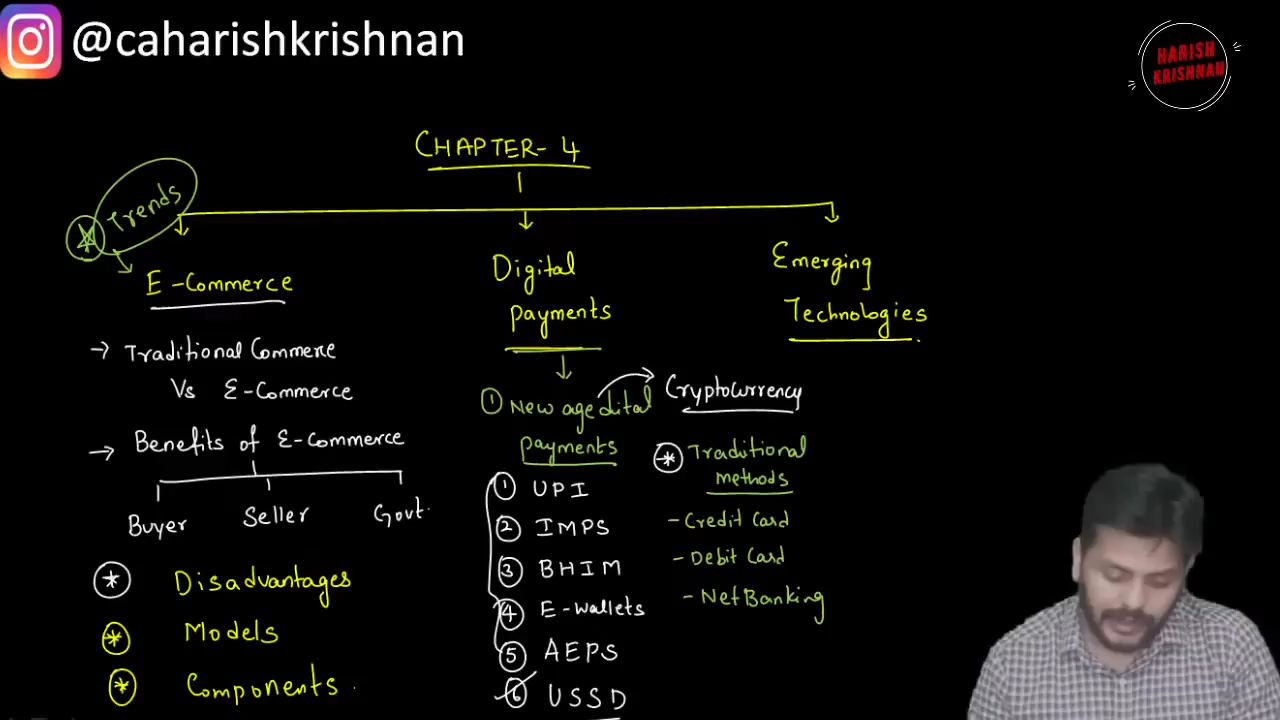 @caharishkrishnan
HARISH
KRISHNAN
CHAPTER- 4
Trends
E-Commerce
→ Traditional Commerce
Vs E-Commerce
→ Benefits of E-commerce
Buyer Seller Govt.
* Disadvantages
* Models
* Components
Digital
payments
① New age dital
payments
① UPI
② IMPS
③ BHIM
④ E-wallets
⑤ AEPS
⑥ USSD
Cryptocurrency
* Traditional
methods
- Credit Card
- Debit Card
- NetBanking
Emerging
Technologies